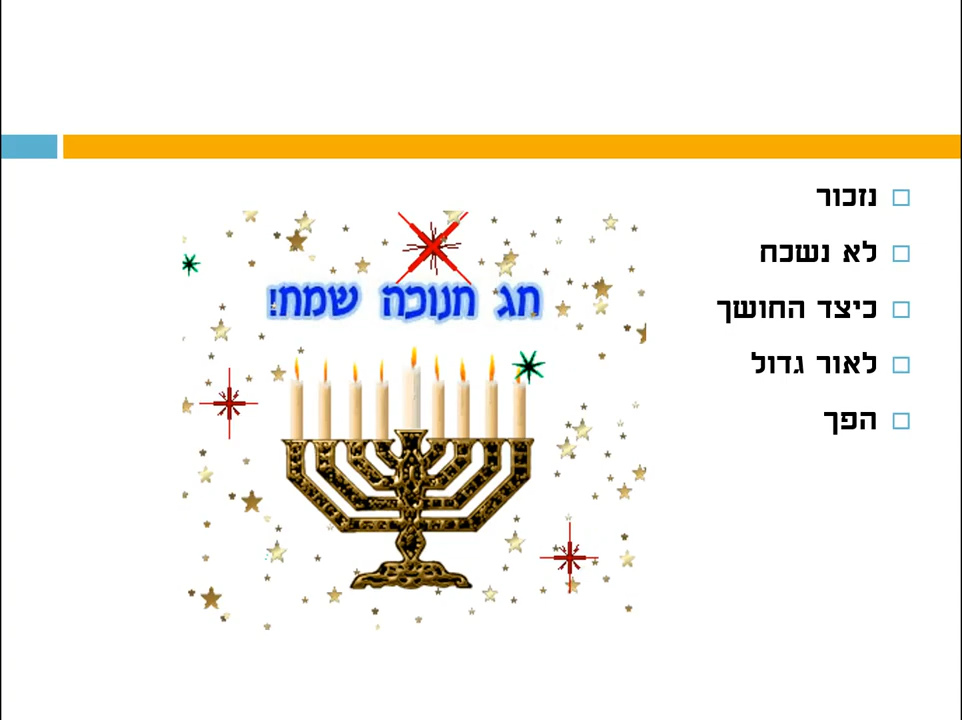 נזכור
לא נשכח
כיצד החושך
לאור גדול
הפך
חג חנוכה שמח!